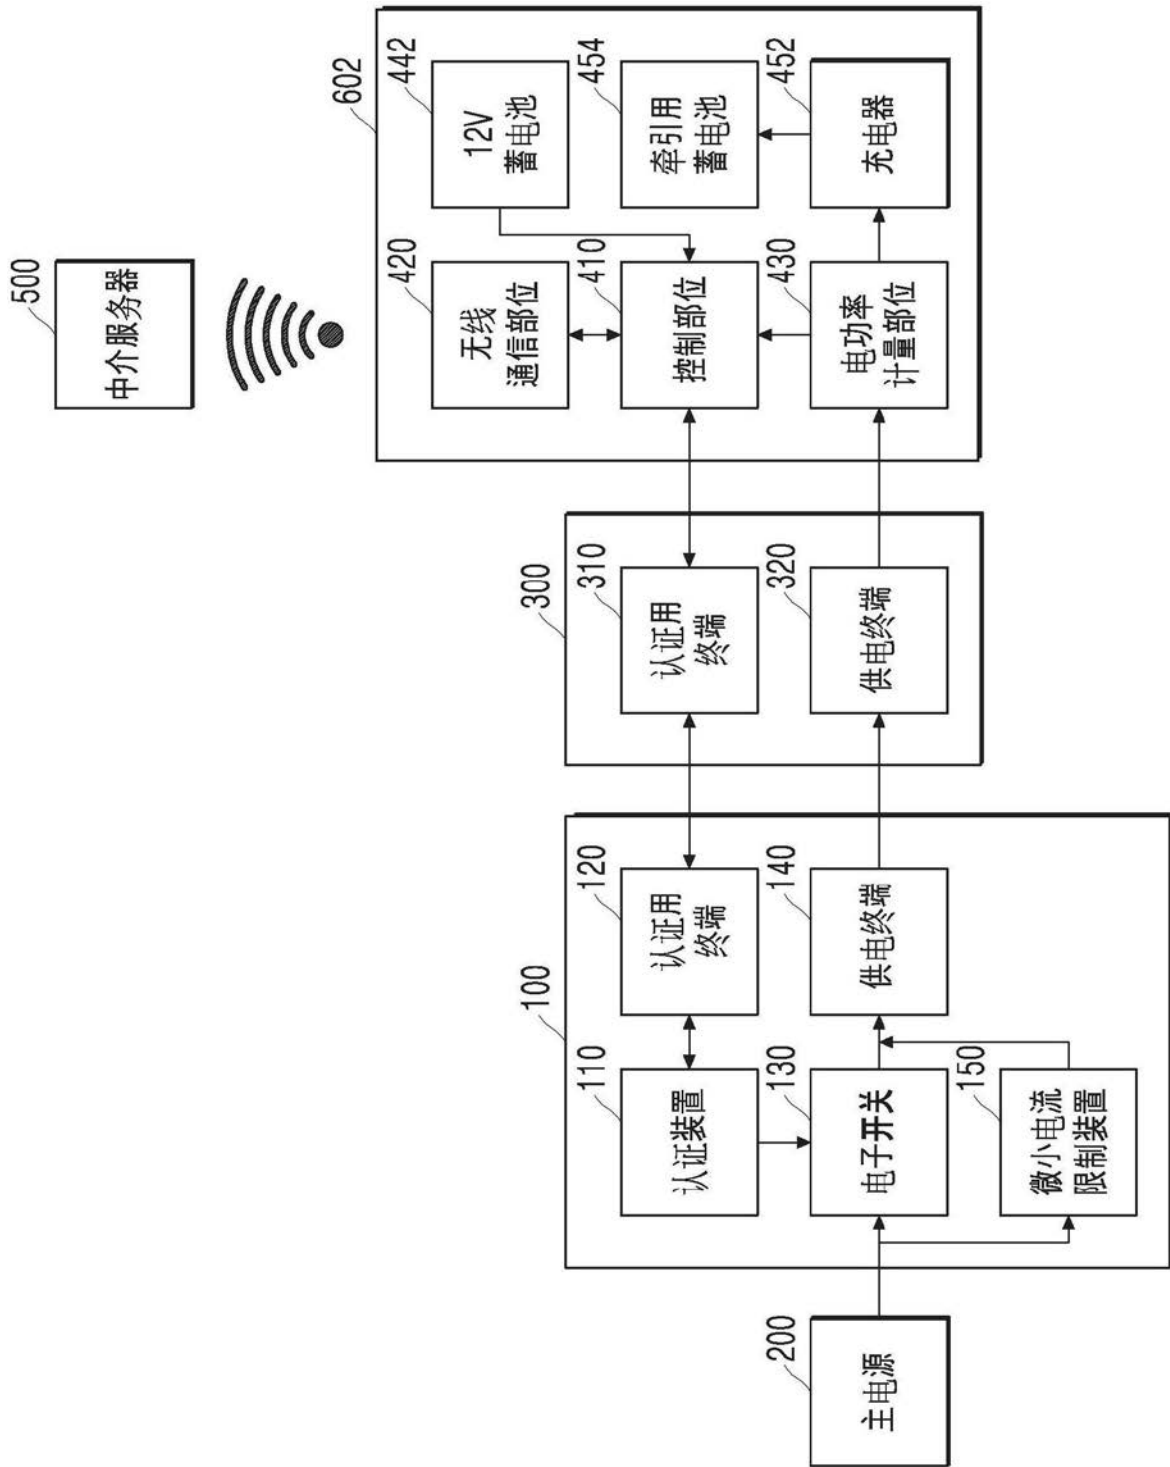 500
中介服务器
602
420
无线
通信部位
442
12V
蓄电池
100
110
认证装置
120
认证用
终端
300
310
认证用
终端
410
控制部位
454
牵引用
蓄电池
200
主电源
130
电子开关
140
供电终端
320
供电终端
430
电功率
计量部位
452
充电器
150
微小电流
限制装置